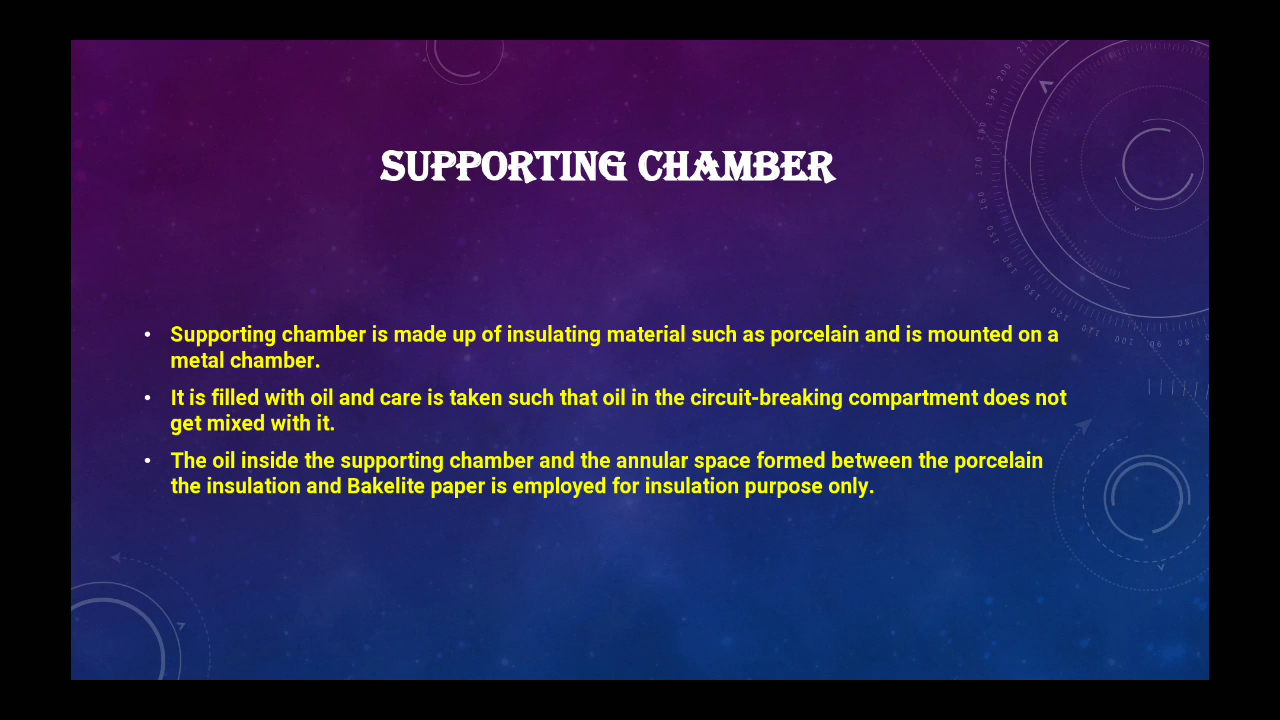 SUPPORTING CHAMBER
• Supporting chamber is made up of insulating material such as porcelain and is mounted on a
metal chamber.
• It is filled with oil and care is taken such that oil in the circuit-breaking compartment does not
get mixed with it.
• The oil inside the supporting chamber and the annular space formed between the porcelain
the insulation and Bakelite paper is employed for insulation purpose only.